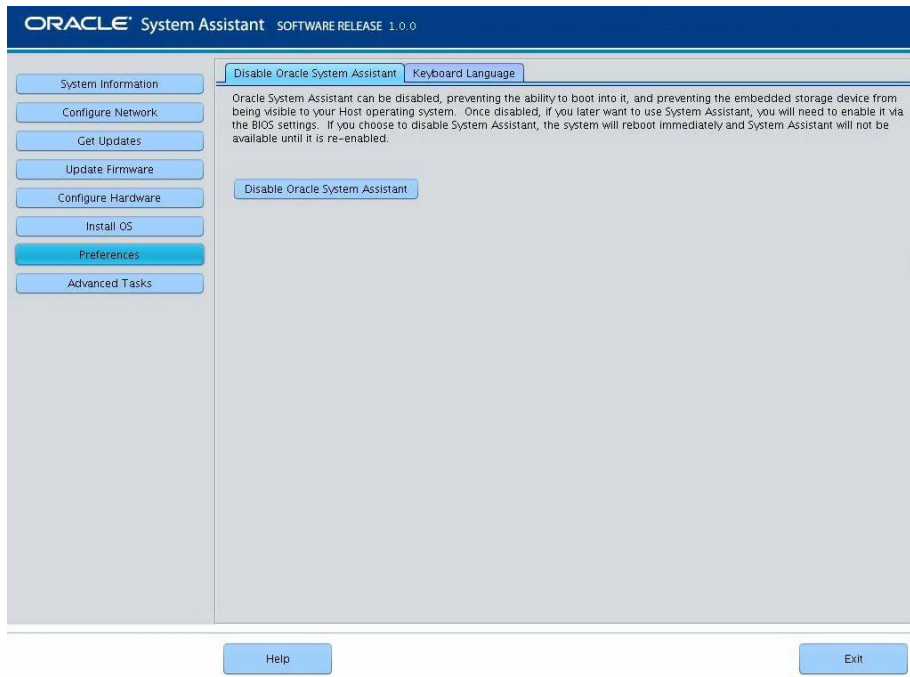 ORACLE® System Assistant SOFTWARE RELEASE 1.0.0
System Information
Configure Network
Get Updates
Update Firmware
Configure Hardware
Install OS
Preferences
Advanced Tasks
Disable Oracle System Assistant
Keyboard Language
Oracle System Assistant can be disabled, preventing the ability to boot into it, and preventing the embedded storage device from
being visible to your Host operating system. Once disabled, if you later want to use System Assistant, you will need to enable it via
the BIOS settings. If you choose to disable System Assistant, the system will reboot immediately and System Assistant will not be
available until it is re-enabled.
Disable Oracle System Assistant
Help
Exit